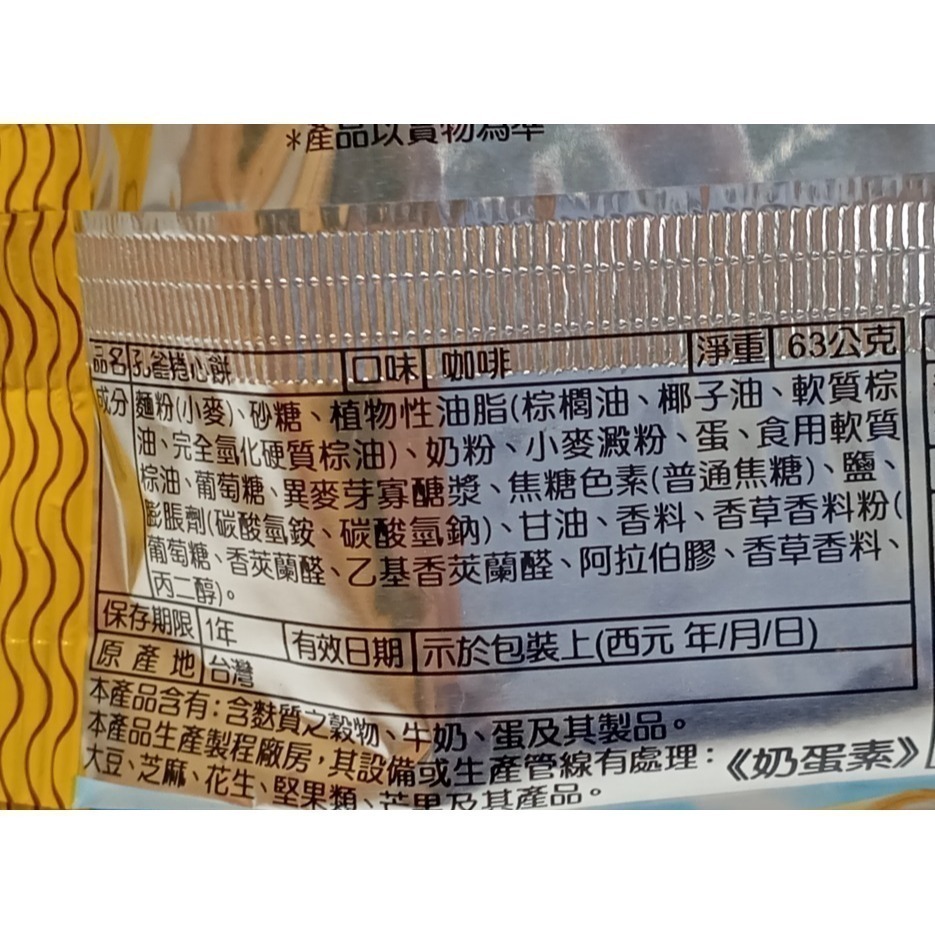 *產品以實物為準
品名 孔雀捲心餅 口味 咖啡 淨重 63公克
成分 麵粉(小麥)、砂糖、植物性油脂(棕櫚油、椰子油、軟質棕
油、完全氫化硬質棕油)、奶粉、小麥澱粉、蛋、食用軟質
棕油、葡萄糖、異麥芽寡醣漿、焦糖色素(普通焦糖)、鹽、
膨脹劑(碳酸氫銨、碳酸氫鈉)、甘油、香料、香草香料粉(
葡萄糖、香莢蘭醛、乙基香莢蘭醛、阿拉伯膠、香草香料、
丙二醇)。
保存期限 1年 有效日期 示於包裝上(西元 年/月/日)
原產地 台灣
本產品含有:含麩質之穀物、牛奶、蛋及其製品。
本產品生產製程廠房,其設備或生產管線有處理:
大豆、芝麻、花生、堅果類、芒果及其產品。
《奶蛋素》